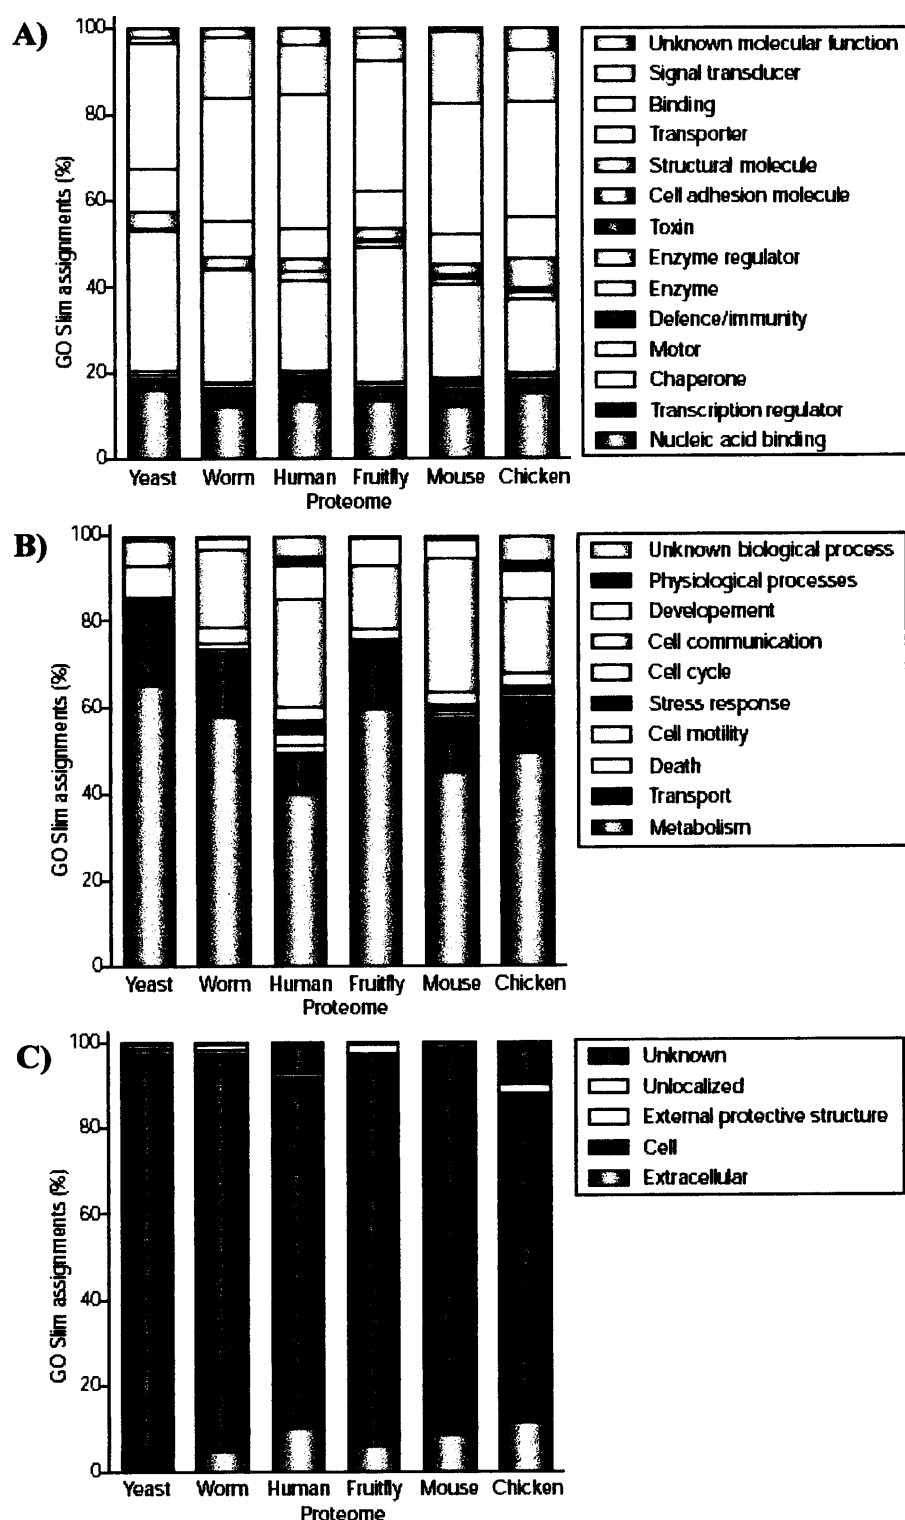 A)
GO Slim assignments (%)
100
80
60
40
20
0
Yeast Worm Human Fruitfly Mouse Chicken
Proteome
Unknown molecular function
Signal transducer
Binding
Transporter
Structural molecule
Cell adhesion molecule
Toxin
Enzyme regulator
Enzyme
Defence/immunity
Motor
Chaperone
Transcription regulator
Nucleic acid binding
B)
GO Slim assignments (%)
100
80
60
40
20
0
Yeast Worm Human Fruitfly Mouse Chicken
Proteome
Unknown biological process
Physiological processes
Developement
Cell communication
Cell cycle
Stress response
Cell motility
Death
Transport
Metabolism
C)
GO Slim assignments (%)
100
80
60
40
20
0
Yeast Worm Human Fruitfly Mouse Chicken
Proteome
Unknown
Unlocalized
External protective structure
Cell
Extracellular